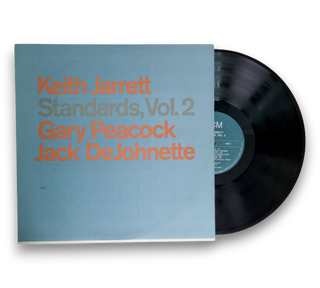 Keith Jarrett
Standards, Vol. 2
Gary Peacock
Jack DeJohnette